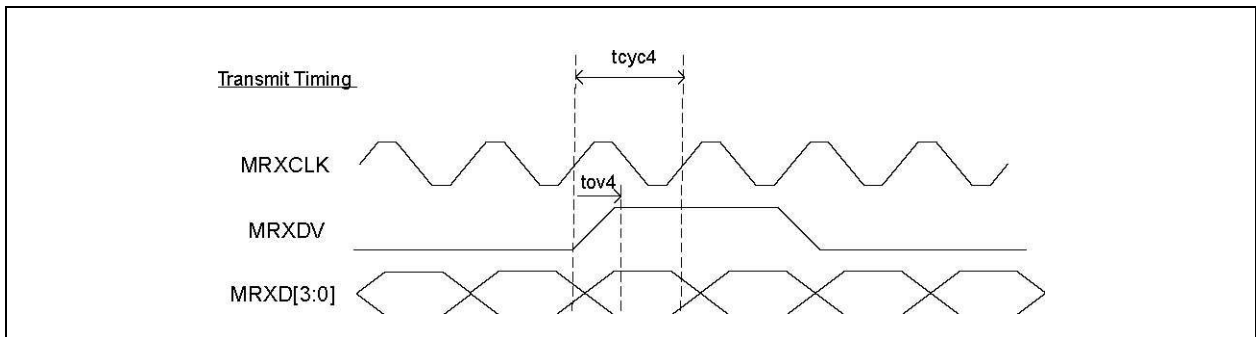 tcyc4
Transmit Timing
MRXCLK
tov4
MRXDV
MRXD[3:0]